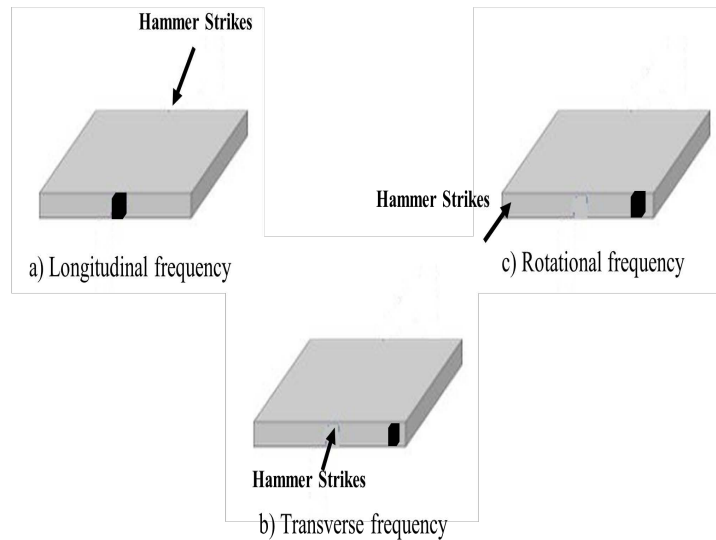 Hammer Strikes
a) Longitudinal frequency
Hammer Strikes
c) Rotational frequency
Hammer Strikes
b) Transverse frequency